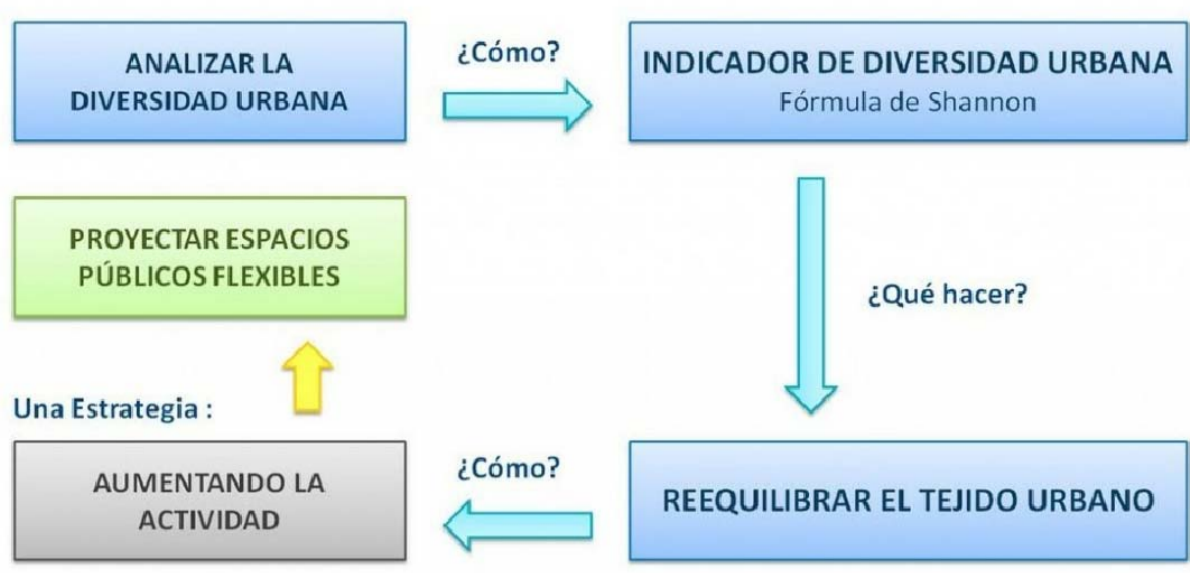 ANALIZAR LA
DIVERSIDAD URBANA
¿Cómo?
INDICADOR DE DIVERSIDAD URBANA
Fórmula de Shannon
¿Qué hacer?
REEQUILIBRAR EL TEJIDO URBANO
¿Cómo?
AUMENTANDO LA
ACTIVIDAD
Una Estrategia :
PROYECTAR ESPACIOS
PÚBLICOS FLEXIBLES